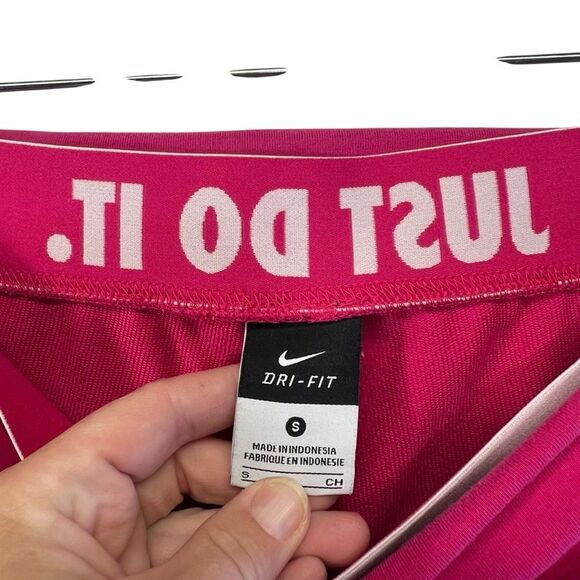 JUST DO IT.
DRI-FIT
S
MADE IN INDONESIA
FABRIQUE EN INDONESIE
S CH